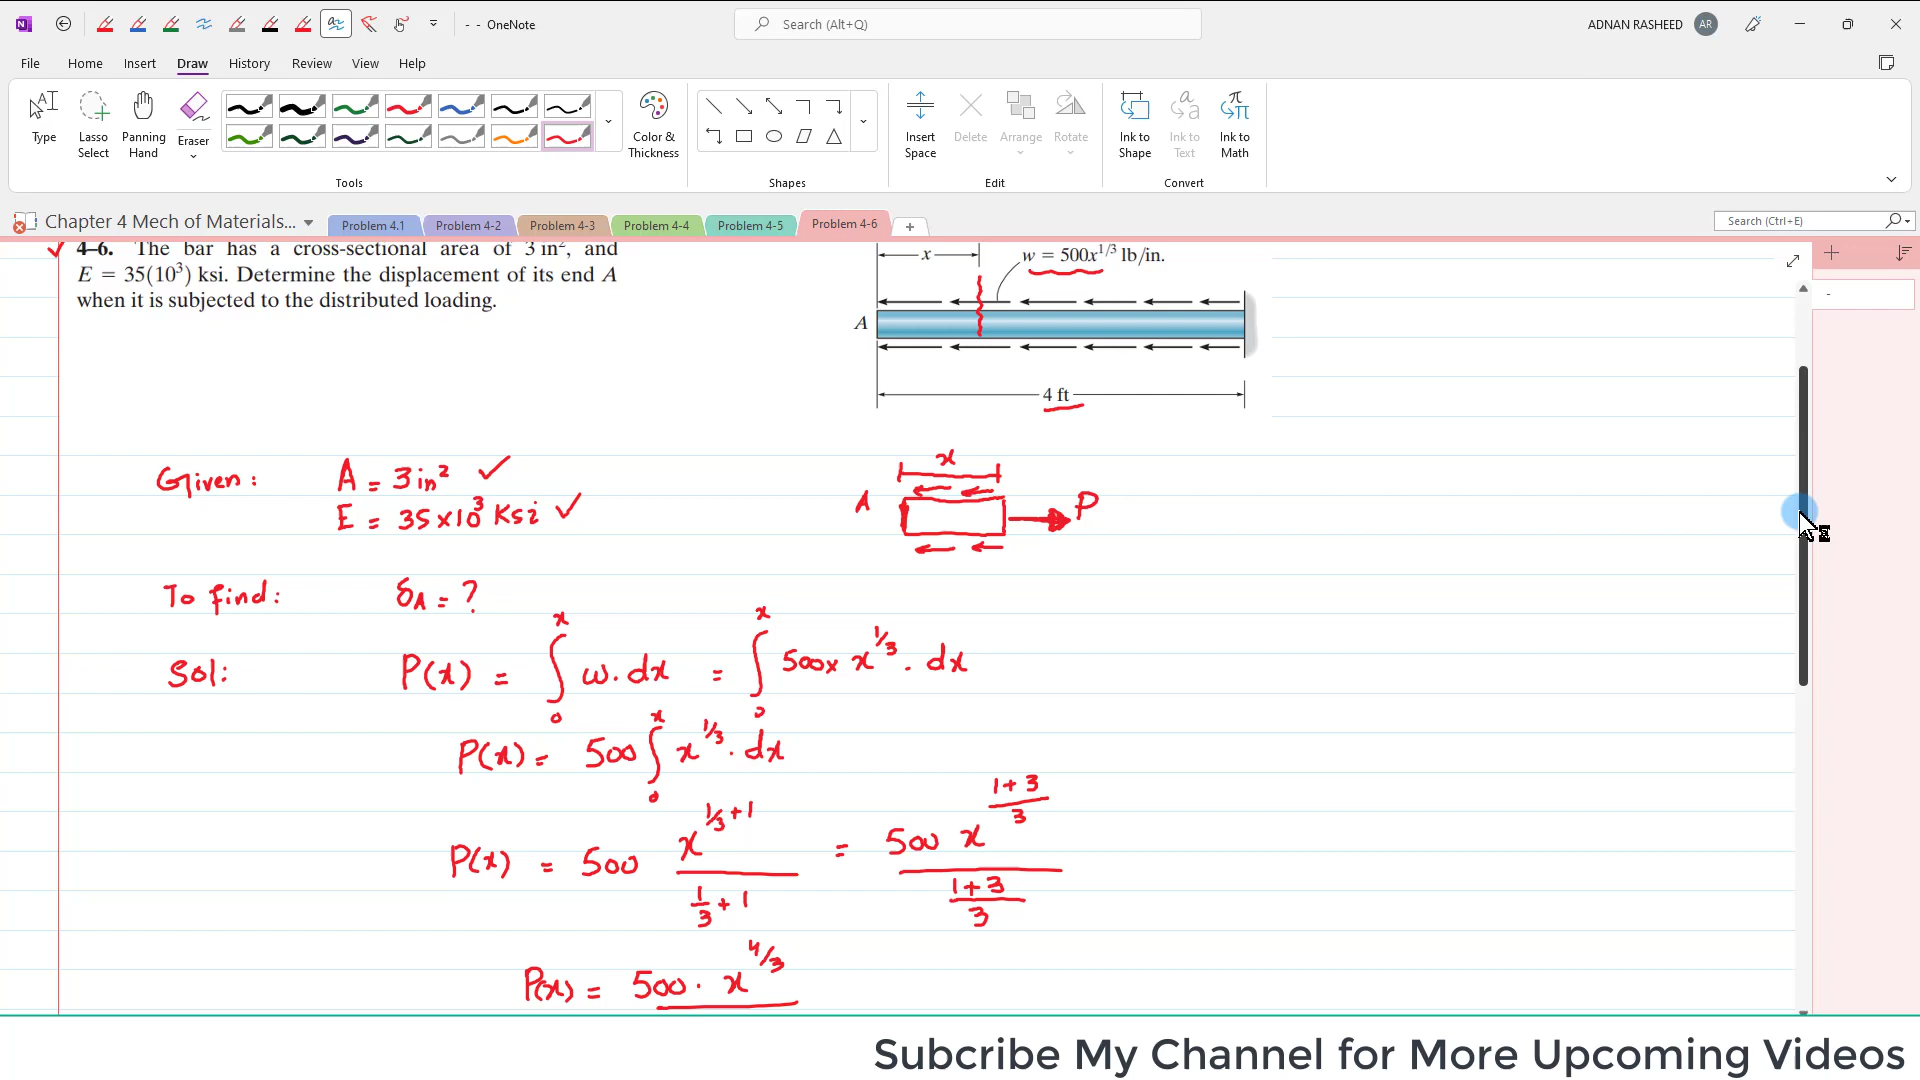 - - OneNote
Search (Alt+Q)
ADNAN RASHEED
AR
File Home Insert Draw History Review View Help
Type
Lasso Select
Panning Hand
Eraser
Color & Thickness
Insert Space
Delete
Arrange
Rotate
Ink to Shape
Ink to Text
Ink to Math
Tools
Shapes
Edit
Convert
Chapter 4 Mech of Materials...
Problem 4.1
Problem 4-2
Problem 4-3
Problem 4-4
Problem 4-5
Problem 4-6
Search (Ctrl+E)
4–6. The bar has a cross-sectional area of 3 in², and
E = 35(10³) ksi. Determine the displacement of its end A
when it is subjected to the distributed loading.
x
w = 500x^1/3 lb/in.
A
4 ft
Given: A = 3 in² ✓
E = 35×10³ Ksi ✓
x
A
P
To find: δA = ?
Sol: P(x) = ∫₀ˣ ω.dx = ∫₀ˣ 500× x^1/3 . dx
P(x) = 500 ∫₀ˣ x^1/3 . dx
P(x) = 500 x^(1/3+1) / (1/3+1) = 500 x^((1+3)/3) / ((1+3)/3)
P(x) = 500 . x^4/3
Subcribe My Channel for More Upcoming Videos